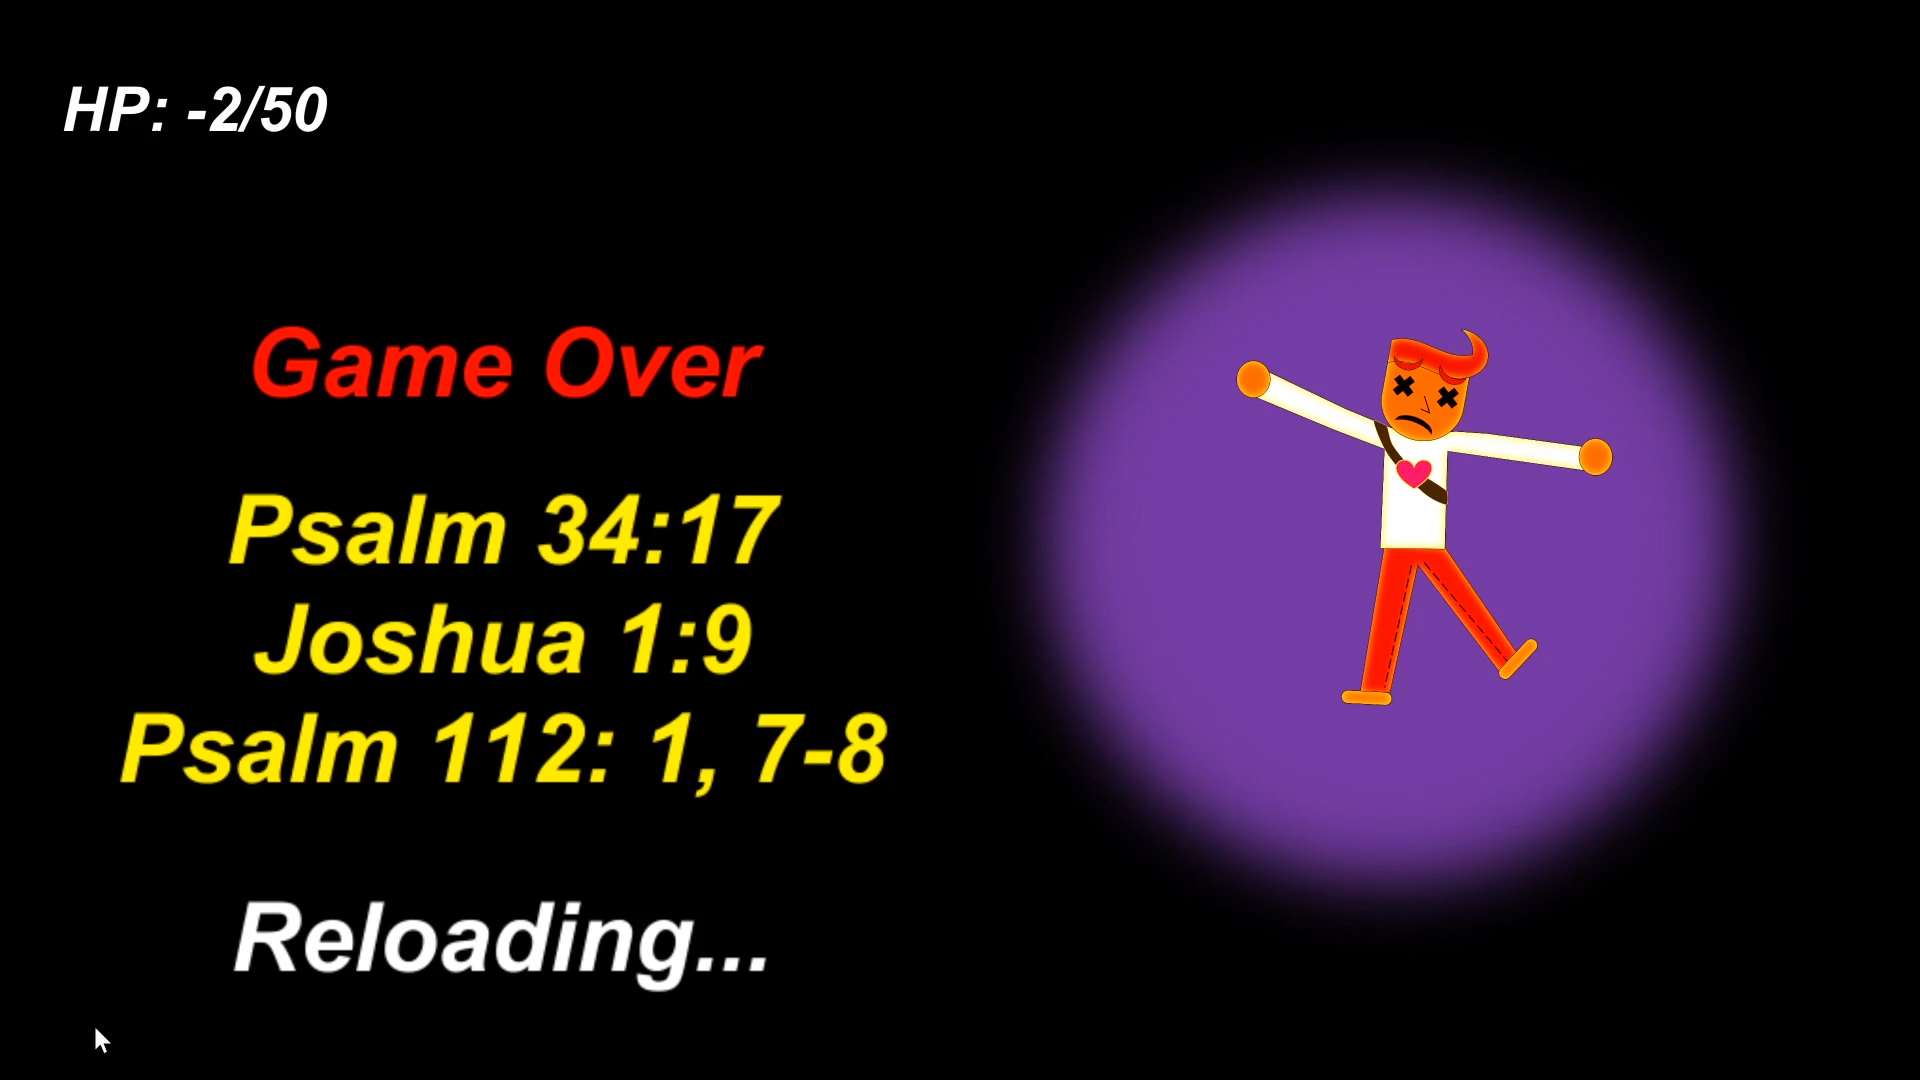 HP: -2/50
Game Over
Psalm 34:17
Joshua 1:9
Psalm 112: 1, 7-8
Reloading...